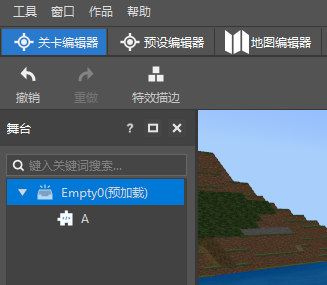 工具 窗口 作品 帮助
关卡编辑器 预设编辑器 地图编辑器
撤销 重做 特效描边
舞台 ?
键入关键词搜索...
Empty0(预加载)
A